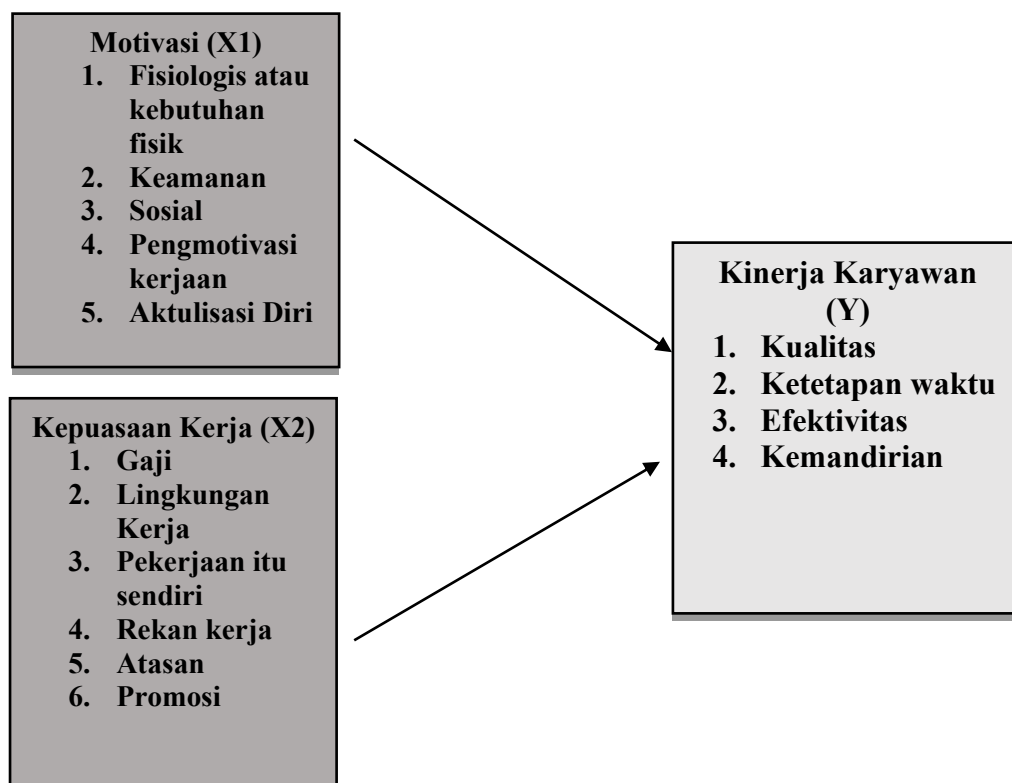 Motivasi (X1)
1. Fisiologis atau
kebutuhan
fisik
2. Keamanan
3. Sosial
4. Pengmotivasi
kerjaan
5. Aktulisasi Diri
Kepuasaan Kerja (X2)
1. Gaji
2. Lingkungan
Kerja
3. Pekerjaan itu
sendiri
4. Rekan kerja
5. Atasan
6. Promosi
Kinerja Karyawan
(Y)
1. Kualitas
2. Ketetapan waktu
3. Efektivitas
4. Kemandirian